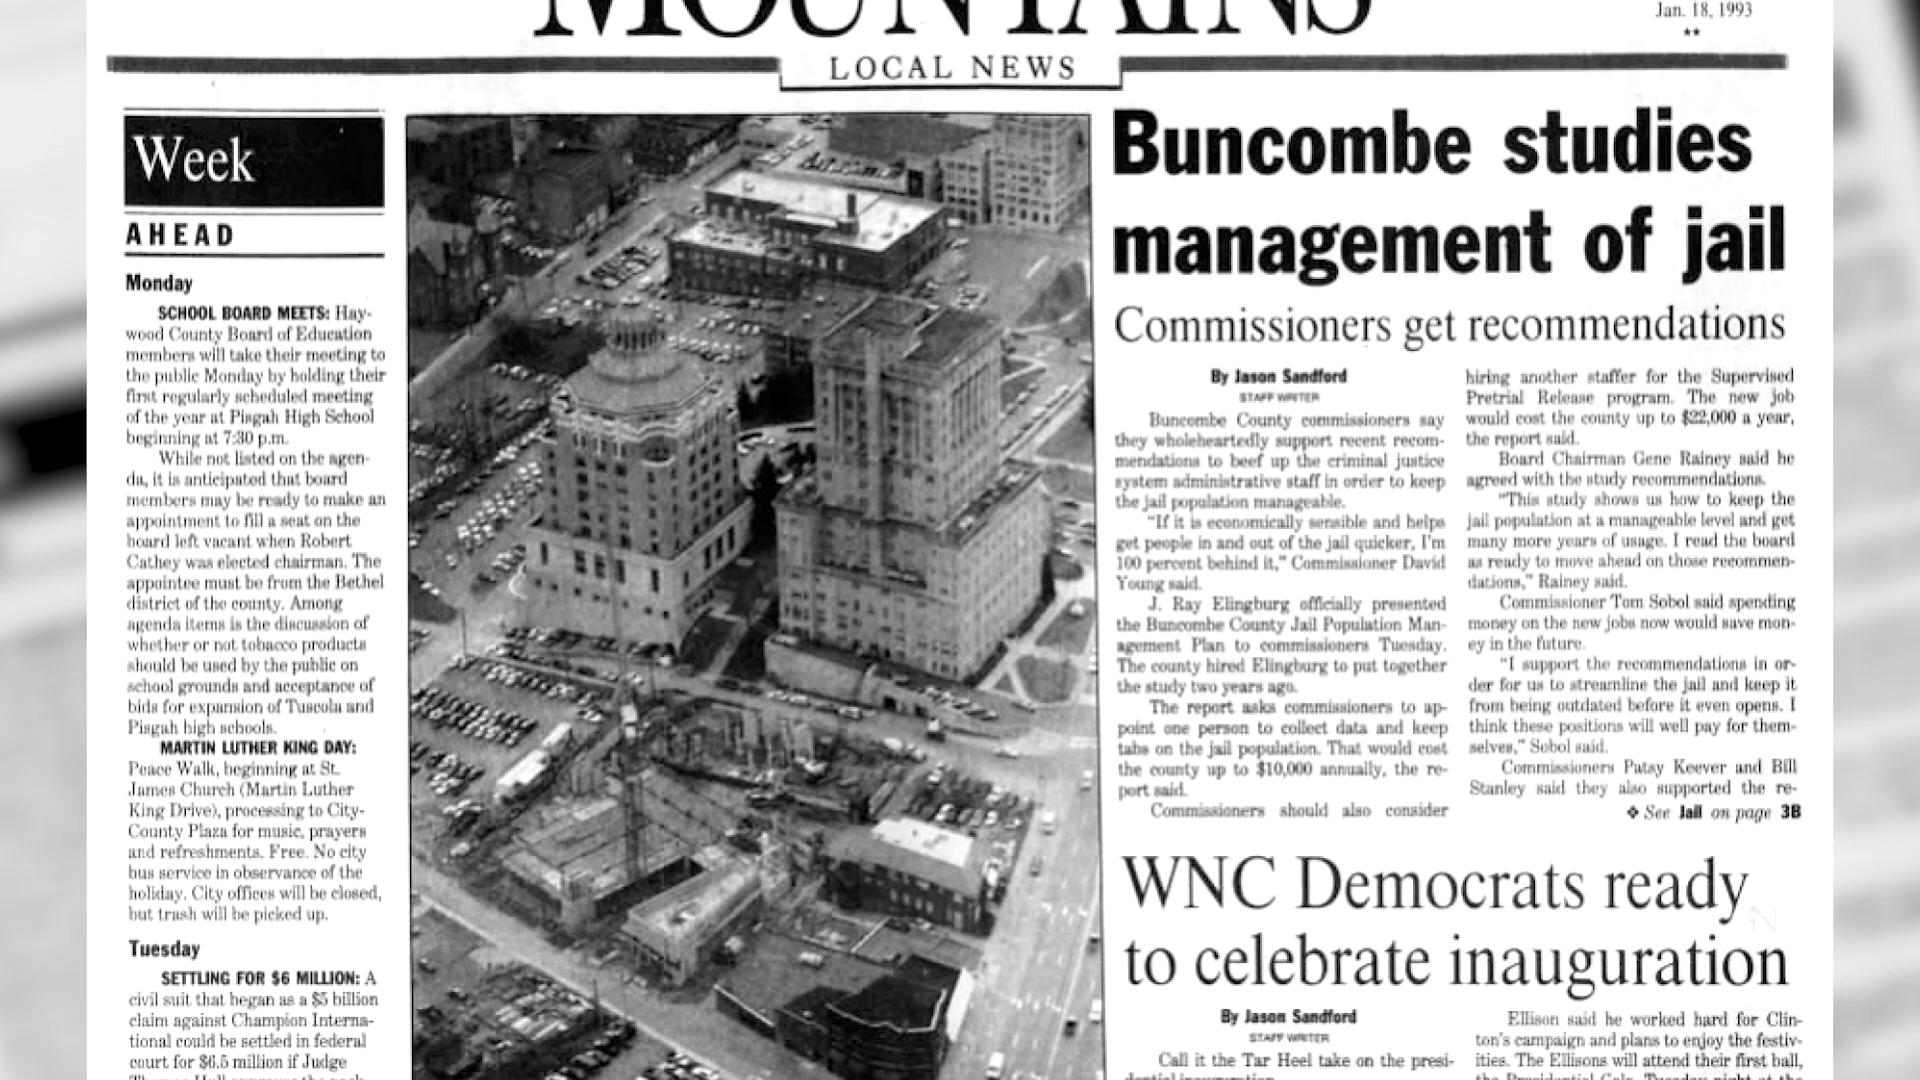 MOUNTAINS
Jan. 18, 1993
**
LOCAL NEWS
Week
AHEAD
Monday
SCHOOL BOARD MEETS: Hay-
wood County Board of Education
members will take their meeting to
the public Monday by holding their
first regularly scheduled meeting
of the year at Pisgah High School
beginning at 7:30 p.m.
While not listed on the agen-
da, it is anticipated that board
members may be ready to make an
appointment to fill a seat on the
board left vacant when Robert
Cathey was elected chairman. The
appointee must be from the Bethel
district of the county. Among
agenda items is the discussion of
whether or not tobacco products
should be used by the public on
school grounds and acceptance of
bids for expansion of Tuscola and
Pisgah high schools.
MARTIN LUTHER KING DAY:
Peace Walk, beginning at St.
James Church (Martin Luther
King Drive), processing to City-
County Plaza for music, prayers
and refreshments. Free. No city
bus service in observance of the
holiday. City offices will be closed,
but trash will be picked up.
Tuesday
SETTLING FOR $6 MILLION: A
civil suit that began as a $5 billion
claim against Champion Interna-
tional could be settled in federal
court for $6.5 million if Judge
Buncombe studies
management of jail
Commissioners get recommendations
By Jason Sandford
STAFF WRITER
Buncombe County commissioners say
they wholeheartedly support recent recom-
mendations to beef up the criminal justice
system administrative staff in order to keep
the jail population manageable.
"If it is economically sensible and helps
get people in and out of the jail quicker, I'm
100 percent behind it," Commissioner David
Young said.
J. Ray Elingburg officially presented
the Buncombe County Jail Population Man-
agement Plan to commissioners Tuesday.
The county hired Elingburg to put together
the study two years ago.
The report asks commissioners to ap-
point one person to collect data and keep
tabs on the jail population. That would cost
the county up to $10,000 annually, the re-
port said.
Commissioners should also consider
hiring another staffer for the Supervised
Pretrial Release program. The new job
would cost the county up to $22,000 a year,
the report said.
Board Chairman Gene Rainey said he
agreed with the study recommendations.
"This study shows us how to keep the
jail population at a manageable level and get
many more years of usage. I read the board
as ready to move ahead on those recommen-
dations," Rainey said.
Commissioner Tom Sobol said spending
money on the new jobs now would save mon-
ey in the future.
"I support the recommendations in or-
der for us to streamline the jail and keep it
from being outdated before it even opens. I
think these positions will well pay for them-
selves," Sobol said.
Commissioners Patsy Keever and Bill
Stanley said they also supported the re-
❖ See Jail on page 3B
WNC Democrats ready
to celebrate inauguration
By Jason Sandford
STAFF WRITER
Call it the Tar Heel take on the presi-
dential inauguration.
Ellison said he worked hard for Clin-
ton's campaign and plans to enjoy the festiv-
ities. The Ellisons will attend their first ball,
the Presidential Gala, Tuesday night at the